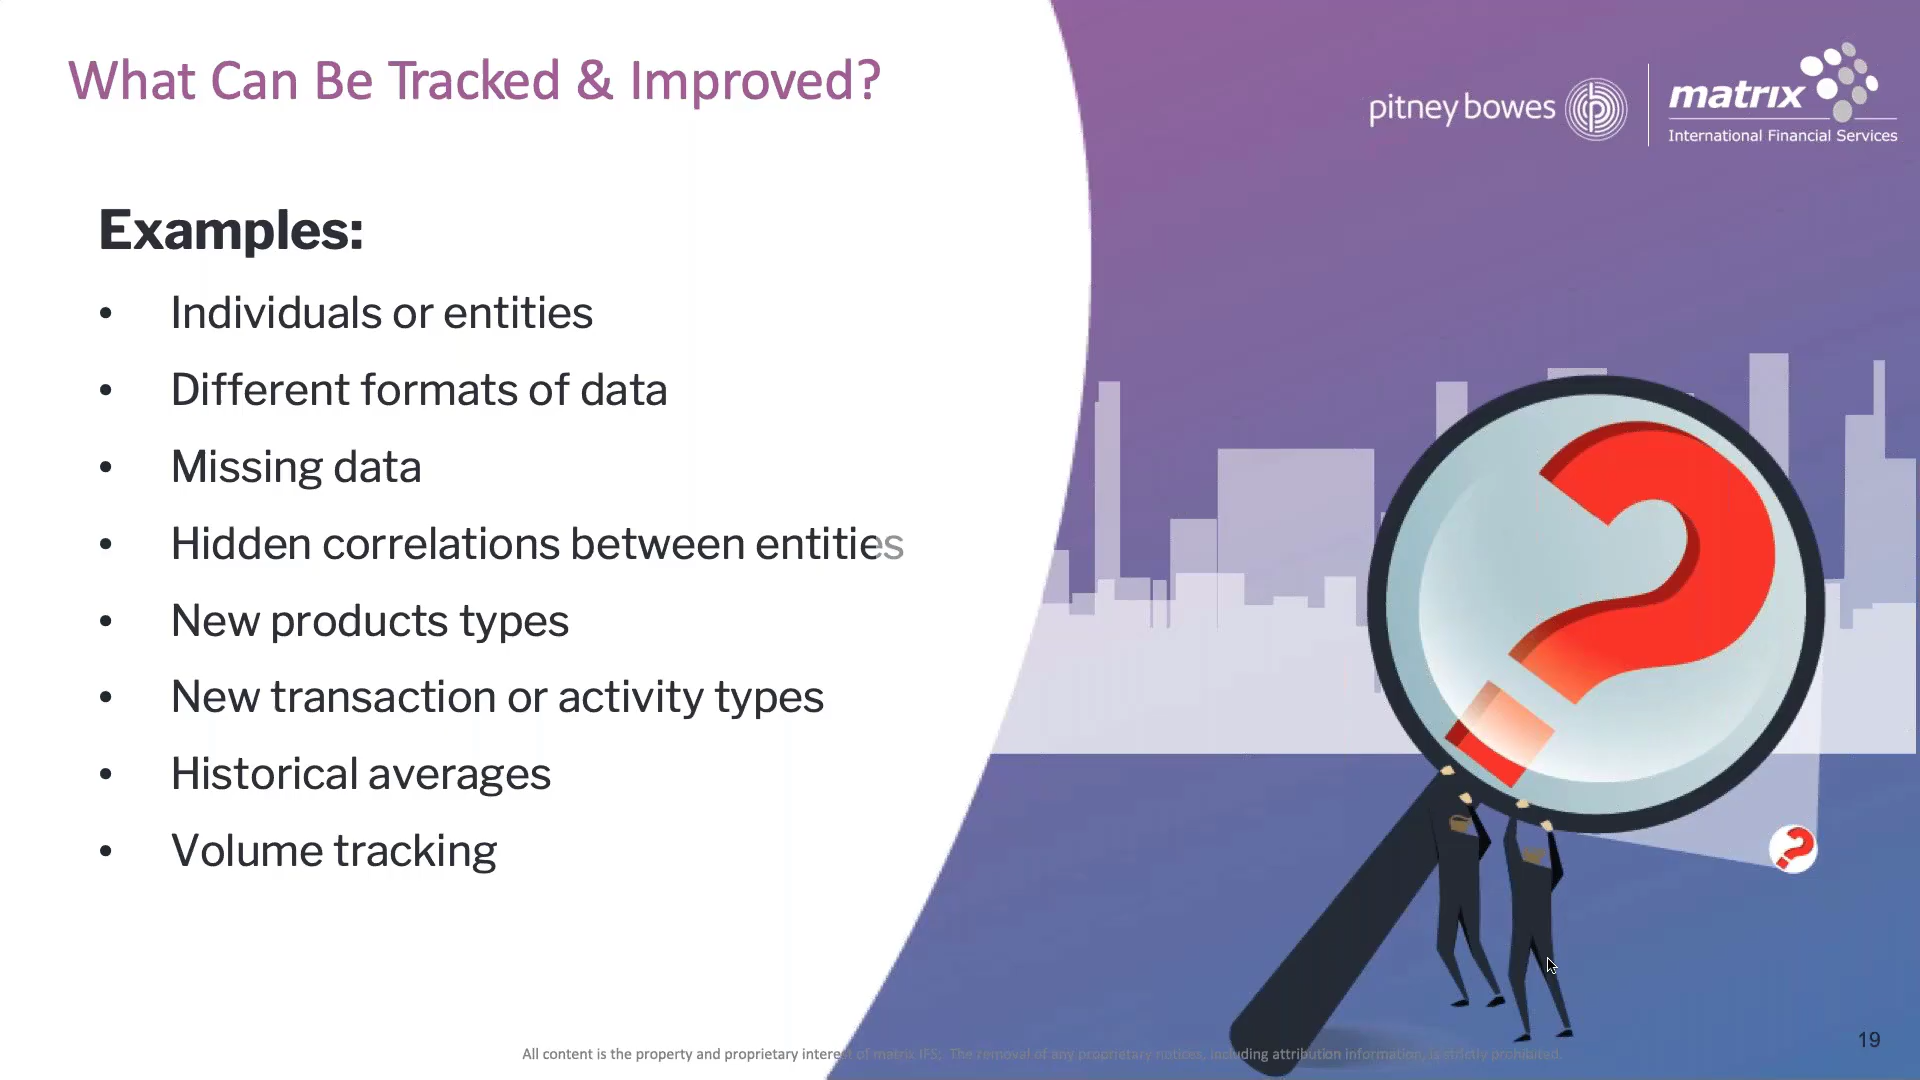 What Can Be Tracked & Improved?
pitney bowes
matrix
International Financial Services
Examples:
• Individuals or entities
• Different formats of data
• Missing data
• Hidden correlations between entities
• New products types
• New transaction or activity types
• Historical averages
• Volume tracking
All content is the property and proprietary interest of matrix IFS; The removal of any proprietary notices, including attribution information, is strictly prohibited.
19